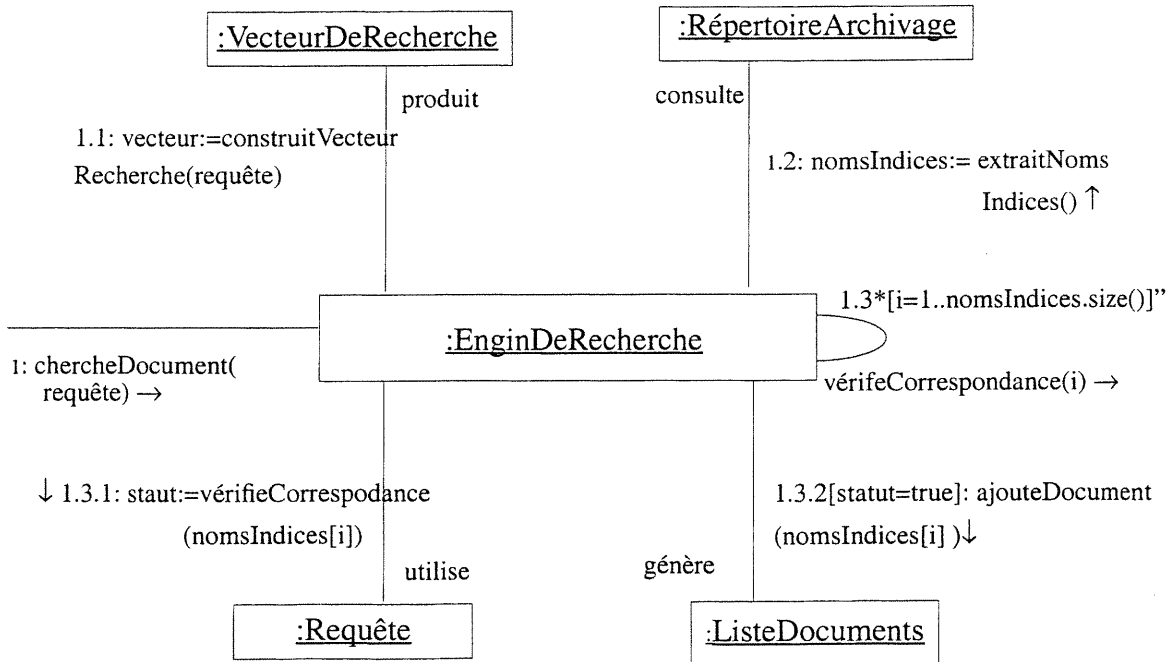 :VecteurDeRecherche
:RépertoireArchivage
produit
consulte
1.1: vecteur:=construitVecteur
Recherche(requête)
1.2: nomsIndices:= extraitNoms
Indices() ↑
1.3*[i=1..nomsIndices.size()]”
:EnginDeRecherche
1: chercheDocument(
requête) →
vérifeCorrespondance(i) →
↓ 1.3.1: staut:=vérifieCorrespodance
(nomsIndices[i])
1.3.2[statut=true]: ajouteDocument
(nomsIndices[i] )↓
utilise
génère
:Requête
:ListeDocuments